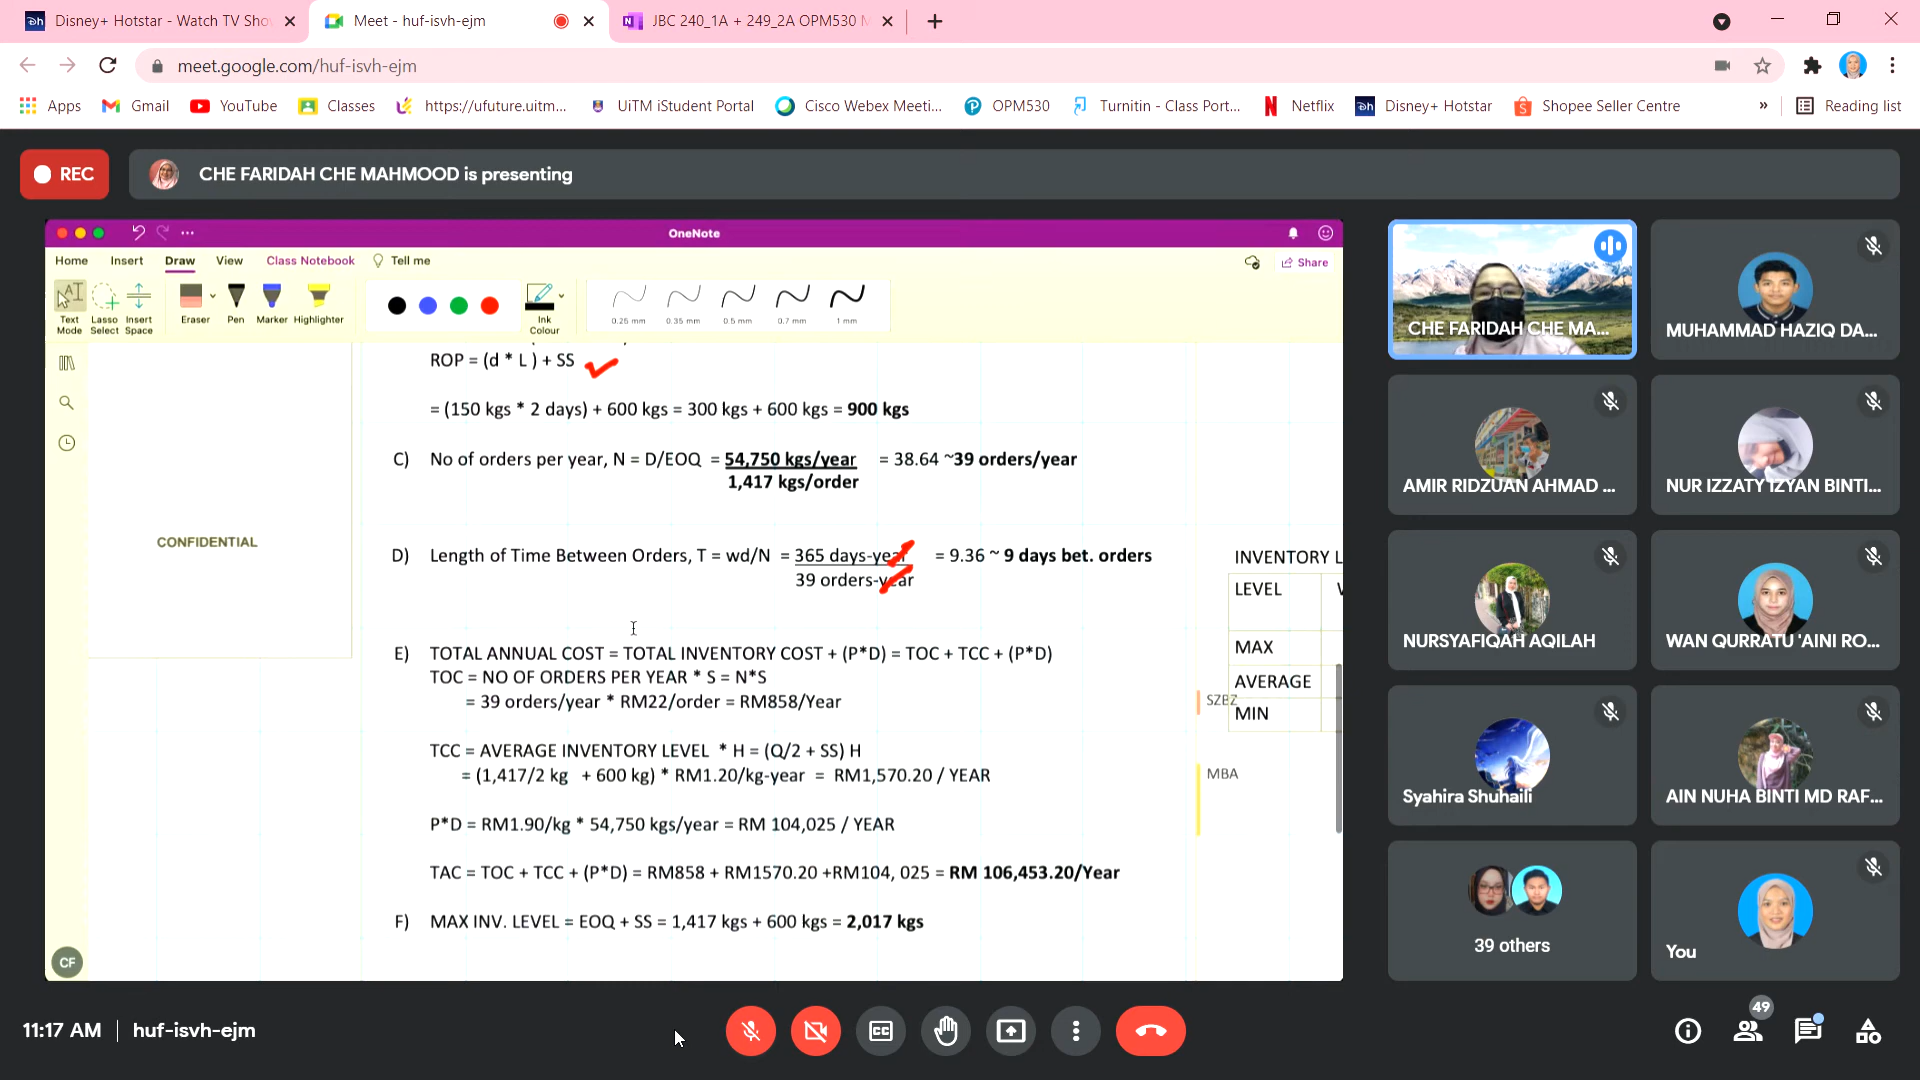 Disney+ Hotstar - Watch TV Sho
Meet - huf-isvh-ejm
JBC 240_1A + 249_2A OPM530 M
meet.google.com/huf-isvh-ejm
Apps
Gmail
YouTube
Classes
https://ufuture.uitm...
UiTM iStudent Portal
Cisco Webex Meeti...
OPM530
Turnitin - Class Port...
Netflix
Disney+ Hotstar
Shopee Seller Centre
»
Reading list
REC
CHE FARIDAH CHE MAHMOOD is presenting
OneNote
Home
Insert
Draw
View
Class Notebook
Tell me
Share
Text Mode
Lasso Select
Insert Space
Eraser
Pen
Marker
Highlighter
Ink Colour
0.25 mm
0.35 mm
0.5 mm
0.7 mm
1 mm
ROP = (d * L ) + SS
= (150 kgs * 2 days) + 600 kgs = 300 kgs + 600 kgs = 900 kgs
C) No of orders per year, N = D/EOQ = 54,750 kgs/year = 38.64 ~39 orders/year
1,417 kgs/order
CONFIDENTIAL
D) Length of Time Between Orders, T = wd/N = 365 days-year = 9.36 ~ 9 days bet. orders
39 orders-year
E) TOTAL ANNUAL COST = TOTAL INVENTORY COST + (P*D) = TOC + TCC + (P*D)
TOC = NO OF ORDERS PER YEAR * S = N*S
= 39 orders/year * RM22/order = RM858/Year
TCC = AVERAGE INVENTORY LEVEL * H = (Q/2 + SS) H
= (1,417/2 kg + 600 kg) * RM1.20/kg-year = RM1,570.20 / YEAR
P*D = RM1.90/kg * 54,750 kgs/year = RM 104,025 / YEAR
TAC = TOC + TCC + (P*D) = RM858 + RM1570.20 +RM104, 025 = RM 106,453.20/Year
F) MAX INV. LEVEL = EOQ + SS = 1,417 kgs + 600 kgs = 2,017 kgs
INVENTORY L
LEVEL
MAX
AVERAGE
MIN
SZBZ
MBA
CF
CHE FARIDAH CHE MA...
MUHAMMAD HAZIQ DA...
AMIR RIDZUAN AHMAD ...
NUR IZZATY IZYAN BINTI...
NURSYAFIQAH AQILAH
WAN QURRATU 'AINI RO...
Syahira Shuhaili
AIN NUHA BINTI MD RAF...
39 others
You
11:17 AM
huf-isvh-ejm
49